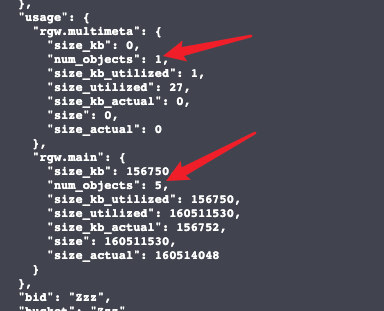 },
"usage": {
"rgw.multimeta": {
"size_kb": 0,
"num_objects": 1,
"size_kb_utilized": 1,
"size_utilized": 27,
"size_kb_actual": 0,
"size": 0,
"size_actual": 0
},
"rgw.main": {
"size_kb": 156750,
"num_objects": 5,
"size_kb_utilized": 156750,
"size_utilized": 160511530,
"size_kb_actual": 156752,
"size": 160511530,
"size_actual": 160514048
}
},
"bid": "Zzz",
"bucket": "Zzz",